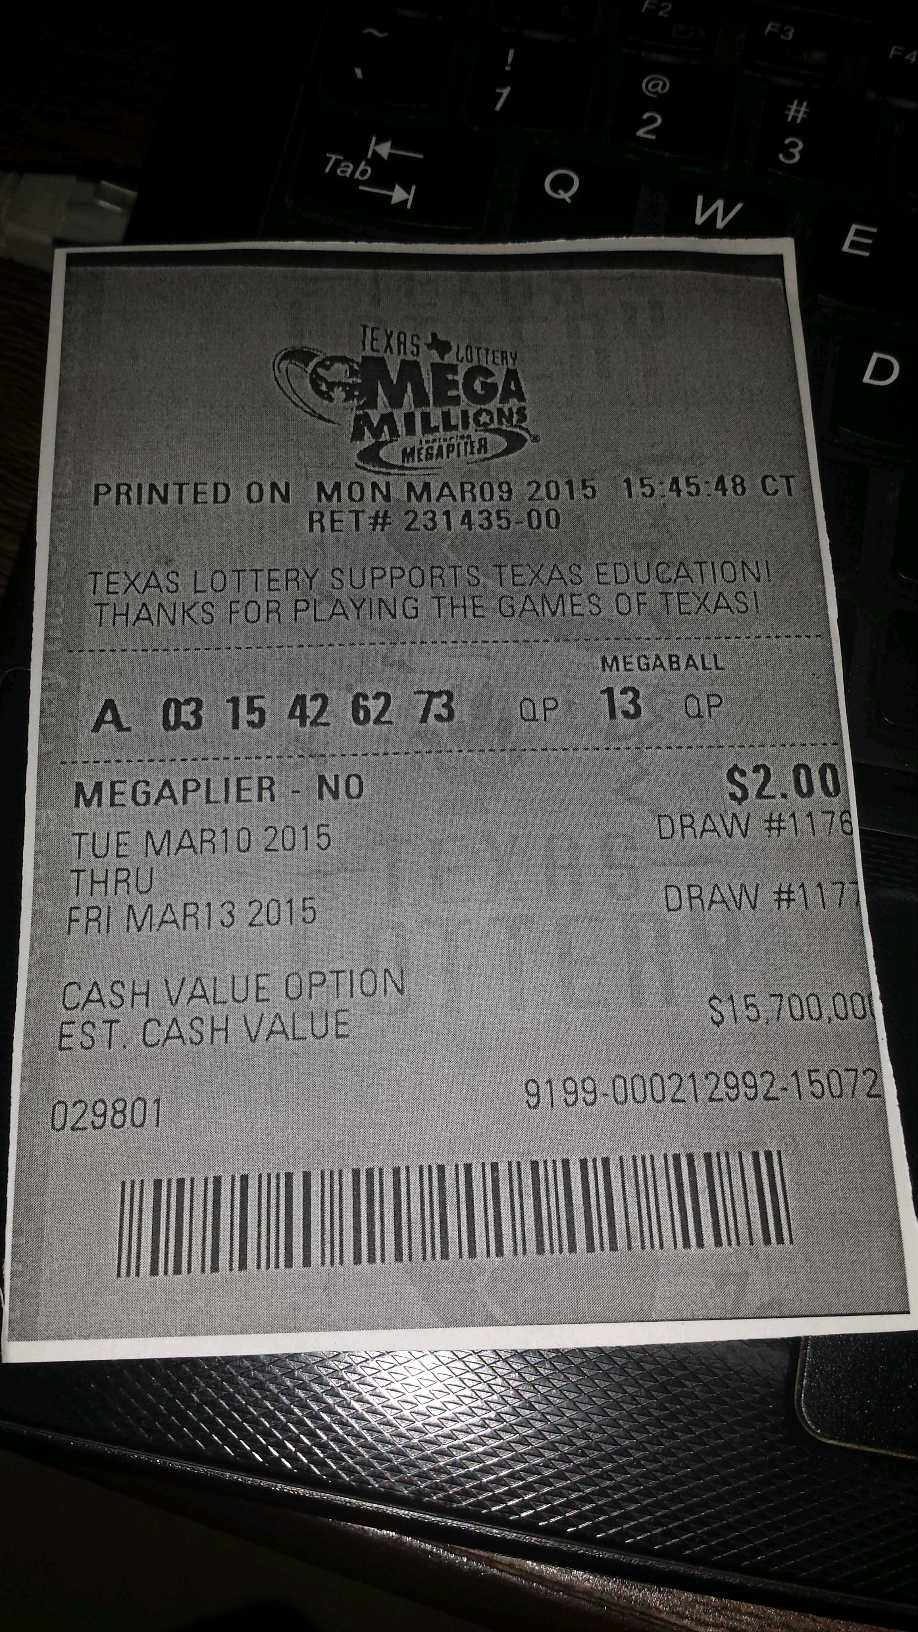 F2
F3
F4
~
!
@
#
`
1
2
3
Tab
Q
W
E
D
TEXAS LOTTERY
MEGA
MILLIONS
MEGAPLIER
PRINTED ON MON MAR09 2015 15:45:48 CT
RET# 231435-00
TEXAS LOTTERY SUPPORTS TEXAS EDUCATION!
THANKS FOR PLAYING THE GAMES OF TEXAS!
MEGABALL
A 03 15 42 62 73 QP 13 QP
MEGAPLIER - NO $2.00
TUE MAR10 2015 DRAW #1176
THRU
FRI MAR13 2015 DRAW #1177
CASH VALUE OPTION
EST. CASH VALUE $15,700,000
029801 9199-000212992-15072